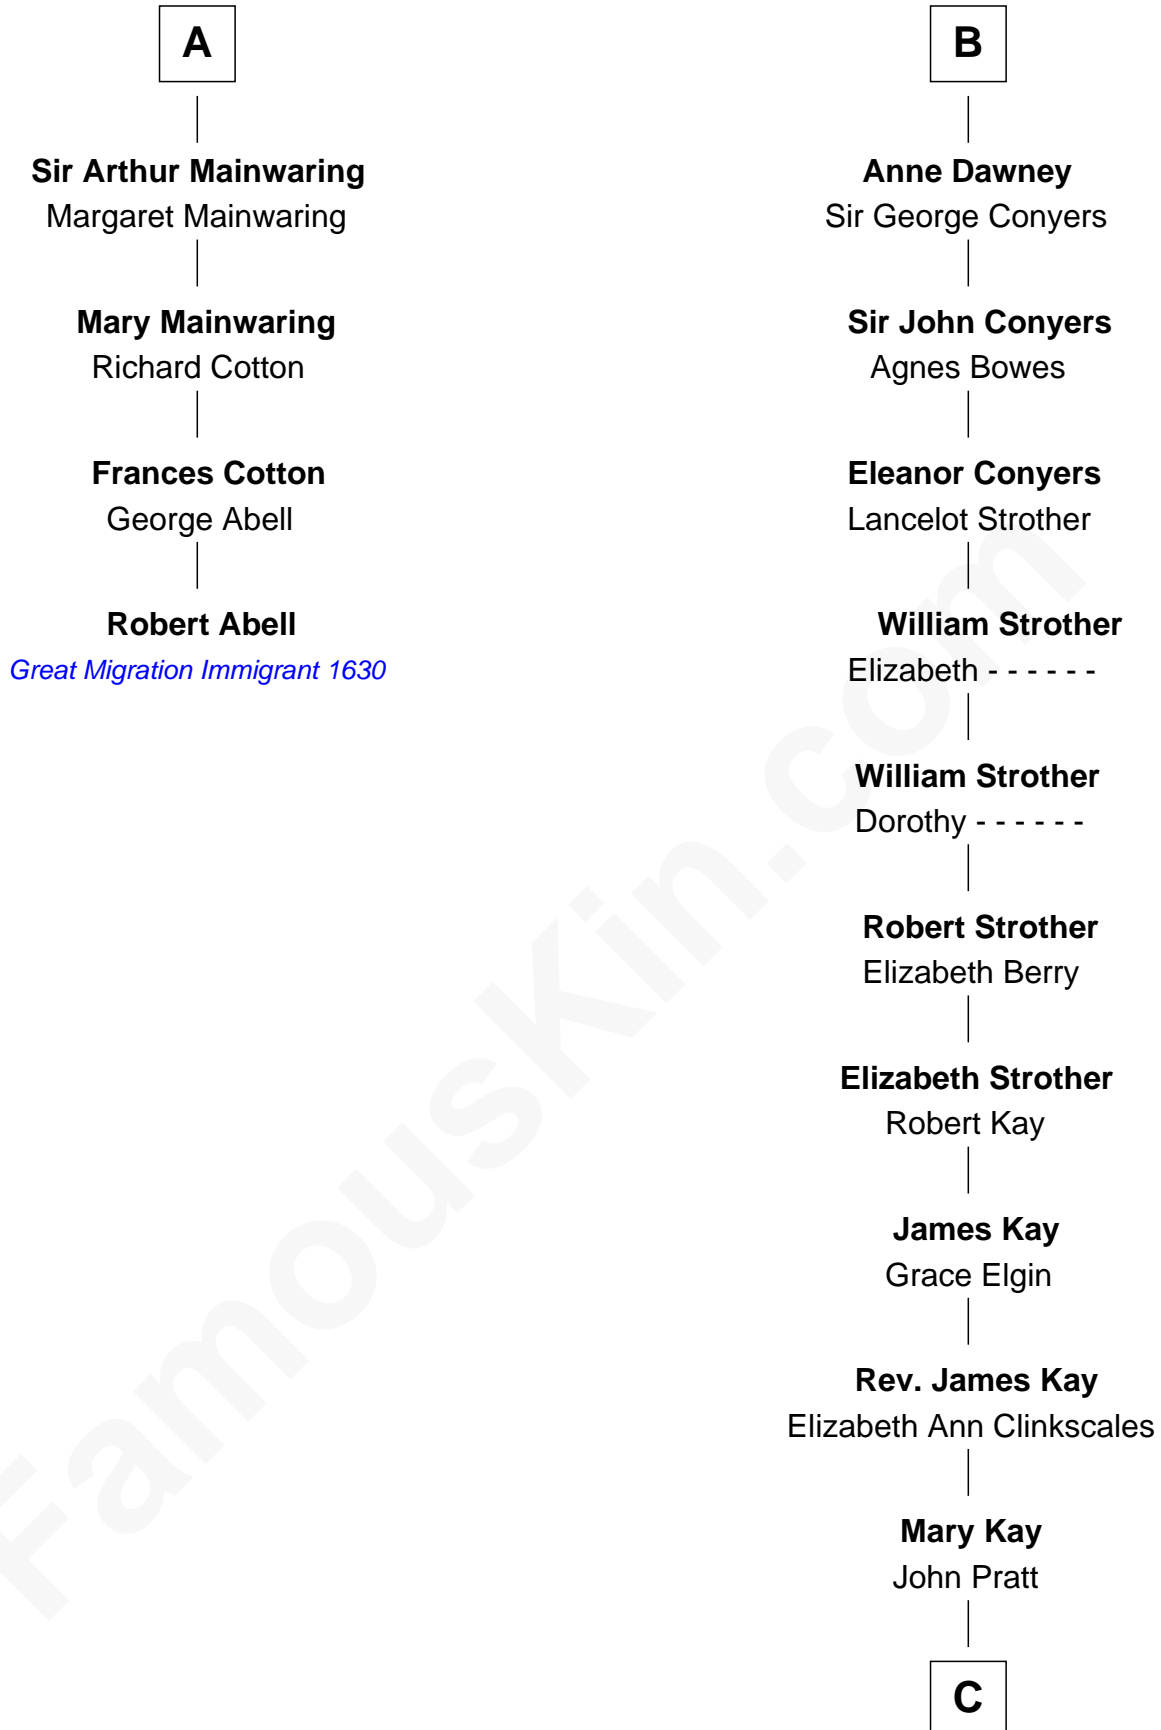 A
Sir Arthur Mainwaring
Margaret Mainwaring
Mary Mainwaring
Richard Cotton
Frances Cotton
George Abell
Robert Abell
Great Migration Immigrant 1630
B
Anne Dawney
Sir George Conyers
Sir John Conyers
Agnes Bowes
Eleanor Conyers
Lancelot Strother
William Strother
Elizabeth - - - - - -
William Strother
Dorothy - - - - - -
Robert Strother
Elizabeth Berry
Elizabeth Strother
Robert Kay
James Kay
Grace Elgin
Rev. James Kay
Elizabeth Ann Clinkscales
Mary Kay
John Pratt
C
FamousKin.com